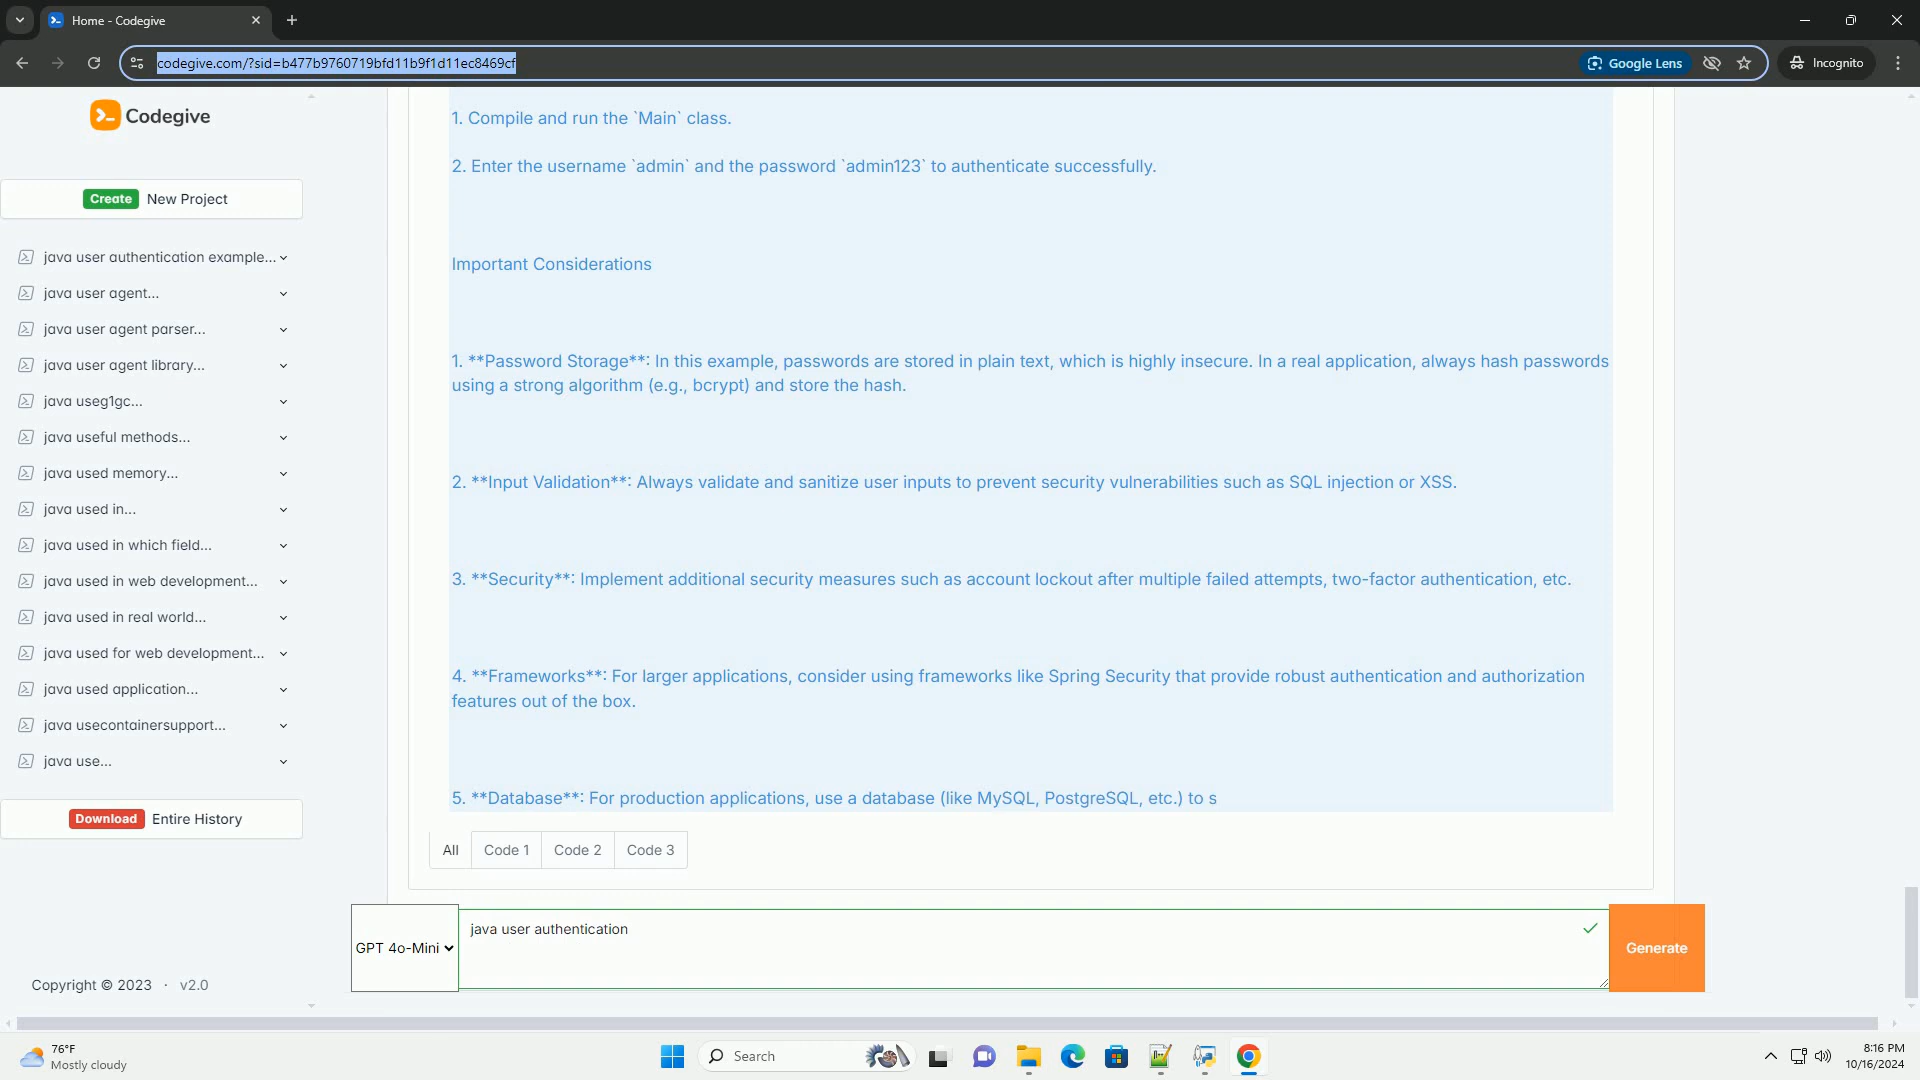 Home - Codegive
codegive.com/?sid=b477b9760719bfd11b9f1d11ec8469cf
Google Lens
Incognito
Codegive
Create New Project
java user authentication example...
java user agent...
java user agent parser...
java user agent library...
java useg1gc...
java useful methods...
java used memory...
java used in...
java used in which field...
java used in web development...
java used in real world...
java used for web development...
java used application...
java usecontainersupport...
java use...
Download Entire History
Copyright © 2023 · v2.0
1. Compile and run the `Main` class.
2. Enter the username `admin` and the password `admin123` to authenticate successfully.
Important Considerations
1. **Password Storage**: In this example, passwords are stored in plain text, which is highly insecure. In a real application, always hash passwords
using a strong algorithm (e.g., bcrypt) and store the hash.
2. **Input Validation**: Always validate and sanitize user inputs to prevent security vulnerabilities such as SQL injection or XSS.
3. **Security**: Implement additional security measures such as account lockout after multiple failed attempts, two-factor authentication, etc.
4. **Frameworks**: For larger applications, consider using frameworks like Spring Security that provide robust authentication and authorization
features out of the box.
5. **Database**: For production applications, use a database (like MySQL, PostgreSQL, etc.) to s
All Code 1 Code 2 Code 3
GPT 4o-Mini
java user authentication
Generate
76°F
Mostly cloudy
Search
8:16 PM
10/16/2024